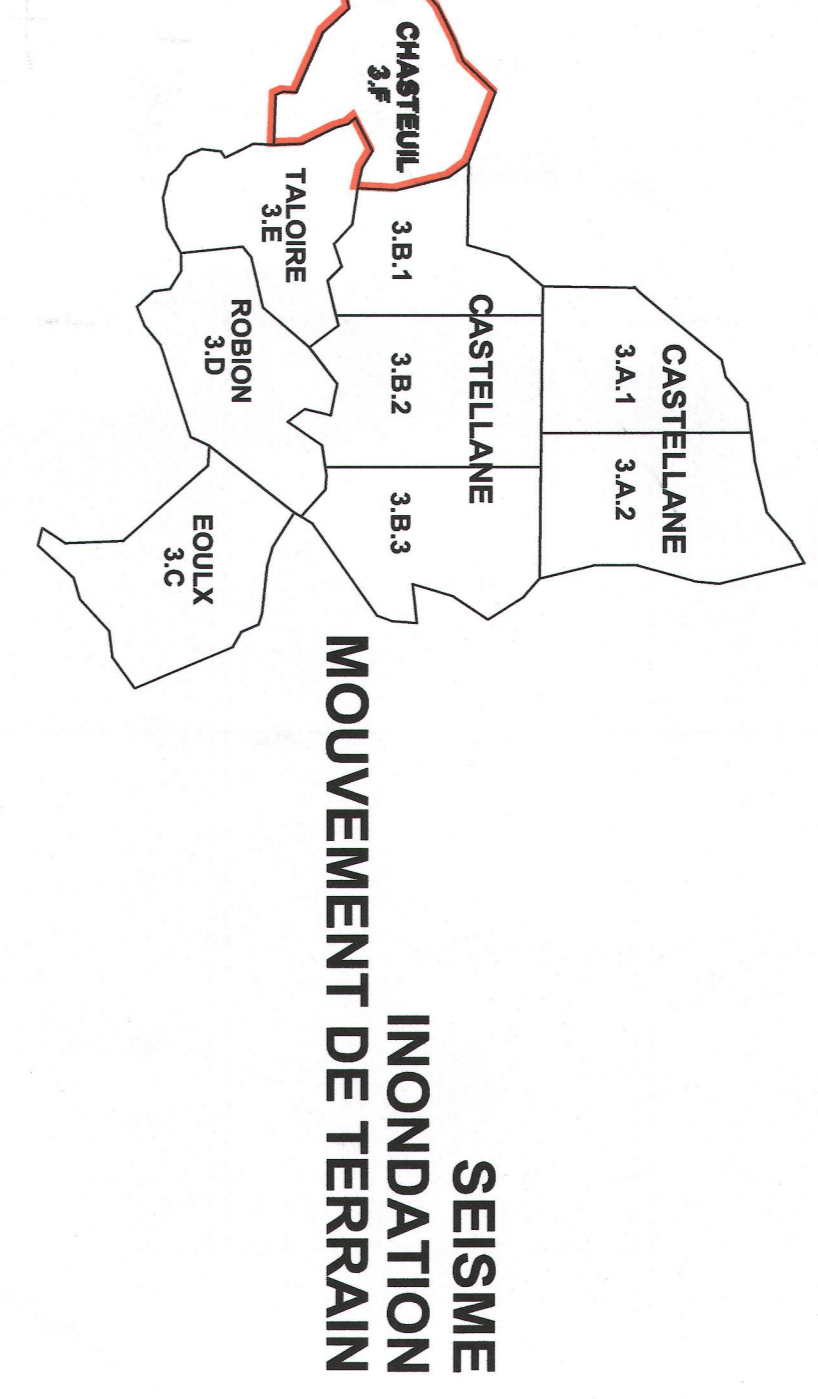 CASTELLANE
3.A.1
3.A.2
CASTELLANE
3.B.1
3.B.2
3.B.3
CHASTEUIL
3.F
TALOIRE
3.E
ROBION
3.D
EOULX
3.C
SEISME
INONDATION
MOUVEMENT DE TERRAIN